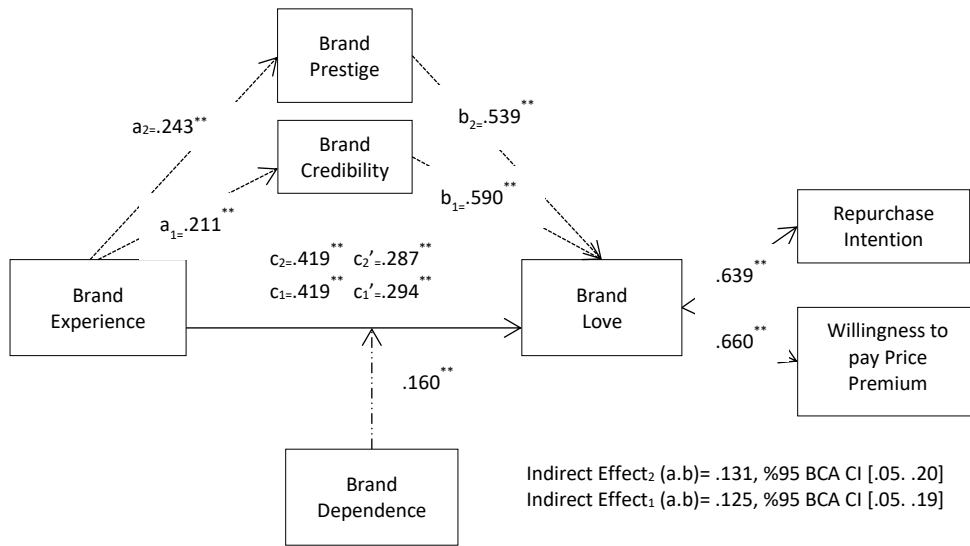 Brand
Prestige
a₂₌.243**
b₂₌.539**
Brand
Credibility
a₁₌.211**
b₁₌.590**
c₂₌.419** c₂’₌.287**
c₁₌.419** c₁’₌.294**
Brand
Experience
Brand
Love
Repurchase
Intention
.639**
.660**
Willingness to
pay Price
Premium
.160**
Brand
Dependence
Indirect Effect₂ (a.b)= .131, %95 BCA CI [.05. .20]
Indirect Effect₁ (a.b)= .125, %95 BCA CI [.05. .19]